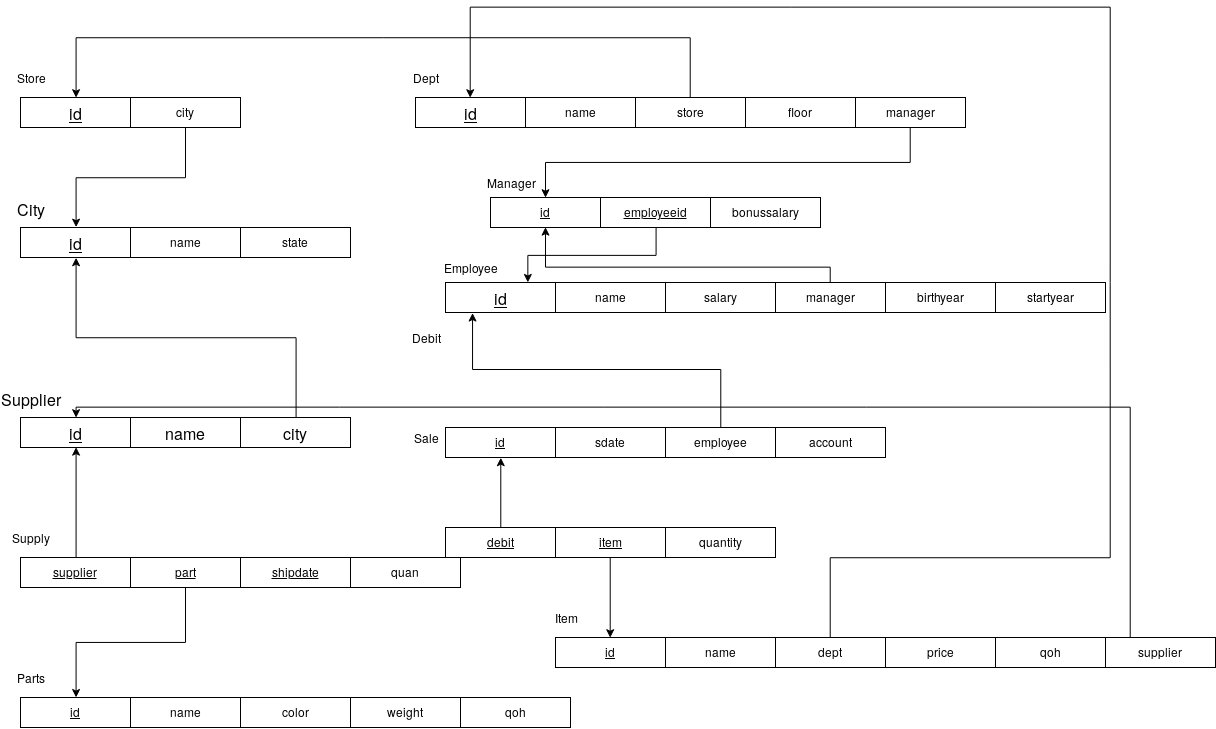 Store
id city
Dept
id name store floor manager
Manager
id employeeid bonussalary
City
id name state
Employee
id name salary manager birthyear startyear
Debit
Supplier
id name city
Sale
id sdate employee account
debit item quantity
Supply
supplier part shipdate quan
Item
id name dept price qoh supplier
Parts
id name color weight qoh